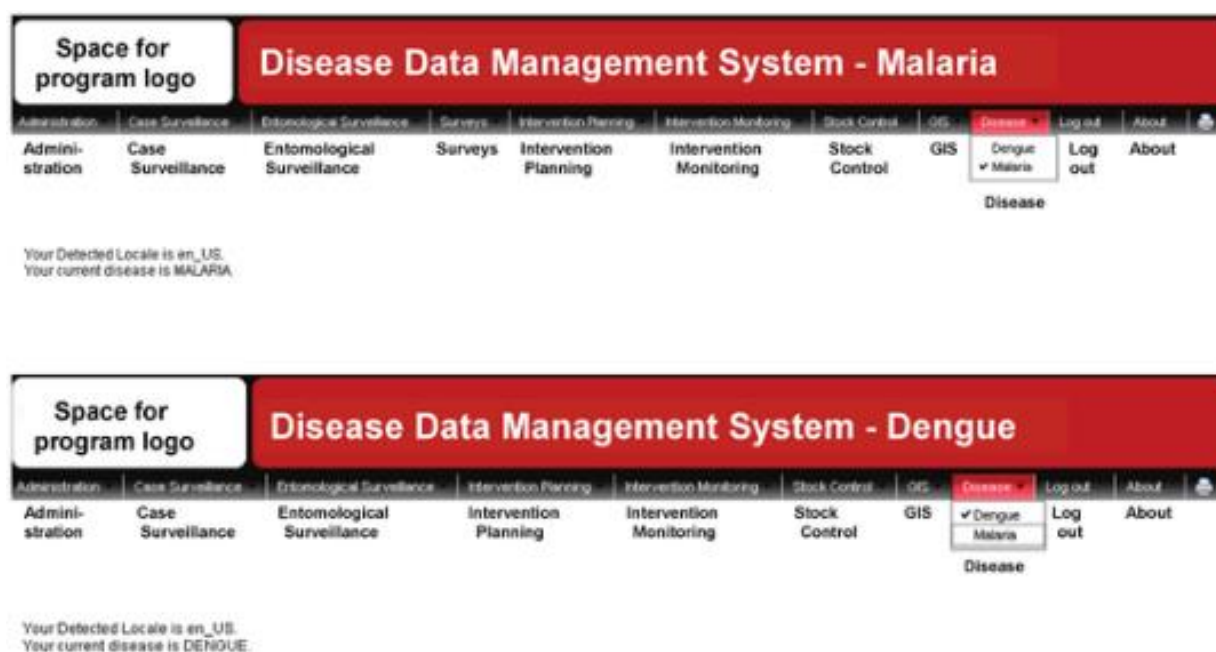 Space for
program logo
Disease Data Management System - Malaria
Administration Case Surveillance Entomological Surveillance Surveys Intervention Planning Intervention Monitoring Stock Control GIS Disease Log out About
Admini- Case Entomological Surveys Intervention Intervention Stock GIS Dengue Log About
stration Surveillance Surveillance Planning Monitoring Control ✔ Malaria out
Disease
Your Detected Locale is en_US.
Your current disease is MALARIA
Space for
program logo
Disease Data Management System - Dengue
Administration Case Surveillance Entomological Surveillance Intervention Planning Intervention Monitoring Stock Control GIS Disease Log out About
Admini- Case Entomological Intervention Intervention Stock GIS ✔ Dengue Log About
stration Surveillance Surveillance Planning Monitoring Control Malaria out
Disease
Your Detected Locale is en_US.
Your current disease is DENGUE.